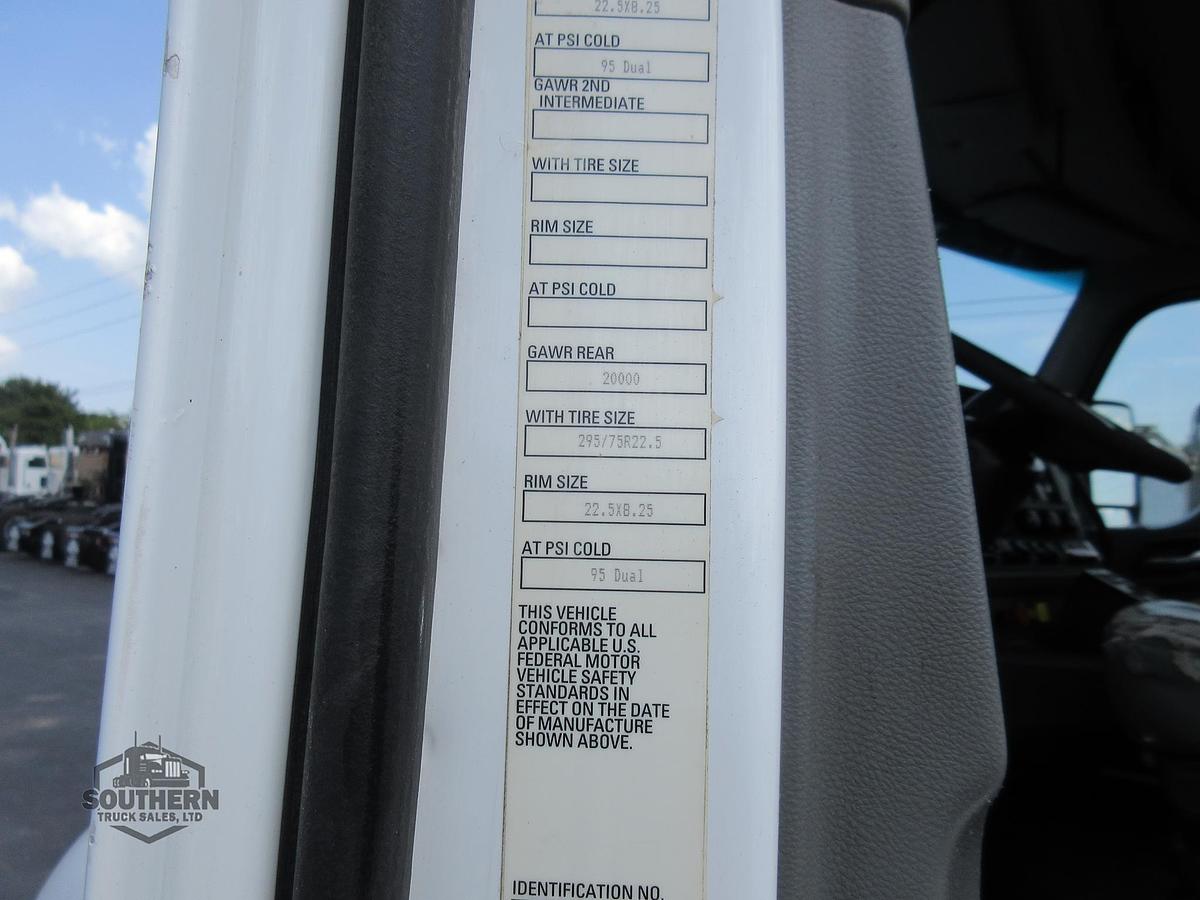 22.5X8.25
AT PSI COLD
95 Dual
GAWR 2ND
INTERMEDIATE
WITH TIRE SIZE
RIM SIZE
AT PSI COLD
GAWR REAR
20000
WITH TIRE SIZE
295/75R22.5
RIM SIZE
22.5X8.25
AT PSI COLD
95 Dual
THIS VEHICLE
CONFORMS TO ALL
APPLICABLE U.S.
FEDERAL MOTOR
VEHICLE SAFETY
STANDARDS IN
EFFECT ON THE DATE
OF MANUFACTURE
SHOWN ABOVE.
IDENTIFICATION NO.
SOUTHERN
TRUCK SALES, LTD